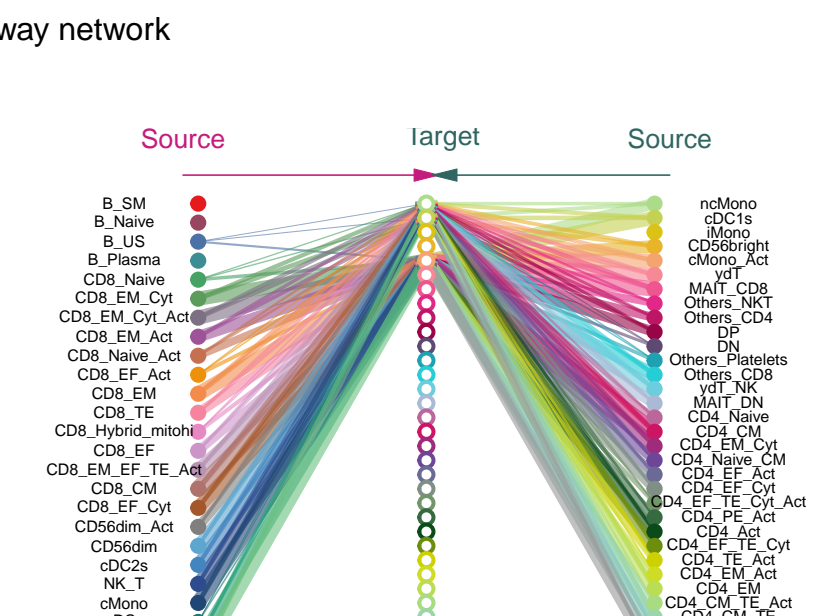 way network
Source
Target
Source
B_SM
B_Naive
B_US
B_Plasma
CD8_Naive
CD8_EM_Cyt
CD8_EM_Cyt_Act
CD8_EM_Act
CD8_Naive_Act
CD8_EF_Act
CD8_EM
CD8_TE
CD8_Hybrid_mitohi
CD8_EF
CD8_EM_EF_TE_Act
CD8_CM
CD8_EF_Cyt
CD56dim_Act
CD56dim
cDC2s
NK_T
cMono
ncMono
cDC1s
iMono
CD56bright
cMono_Act
ydT
MAIT_CD8
Others_NKT
Others_CD4
DP
DN
Others_Platelets
Others_CD8
ydT_NK
MAIT_DN
CD4_Naive
CD4_CM
CD4_EM_Cyt
CD4_Naive_CM
CD4_EF_Act
CD4_EF_Cyt
CD4_EF_TE_Cyt_Act
CD4_PE_Act
CD4_Act
CD4_EF_TE_Cyt
CD4_TE_Act
CD4_EM_Act
CD4_EM
CD4_CM_TE_Act
CD4_CM_TE